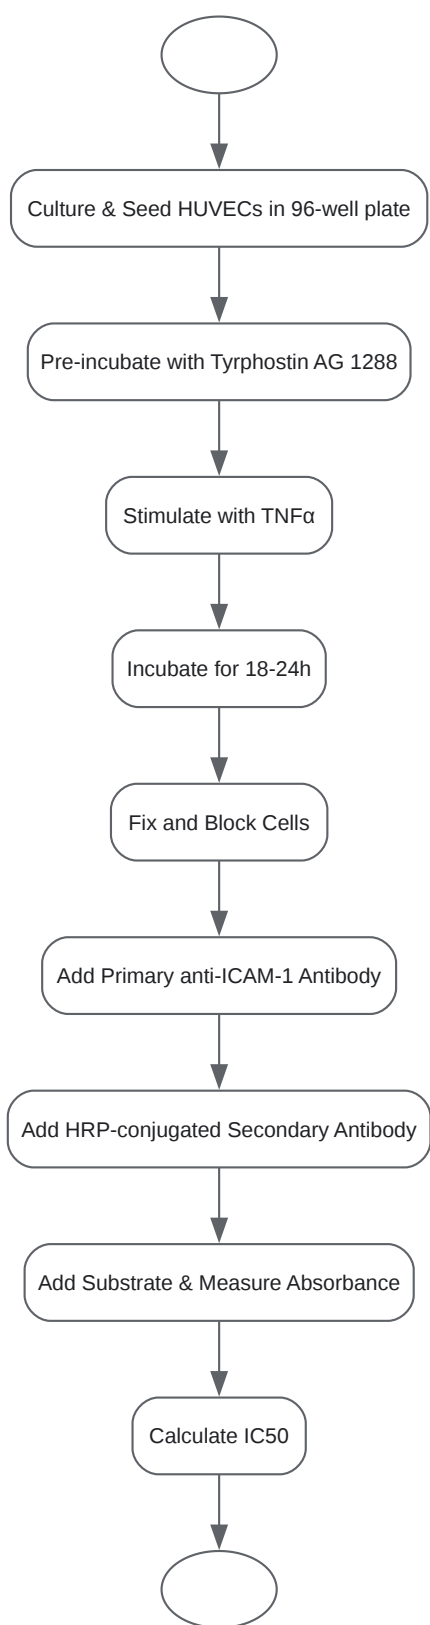 Culture & Seed HUVECs in 96-well plate
Pre-incubate with Tyrphostin AG 1288
Stimulate with TNFα
Incubate for 18-24h
Fix and Block Cells
Add Primary anti-ICAM-1 Antibody
Add HRP-conjugated Secondary Antibody
Add Substrate & Measure Absorbance
Calculate IC50